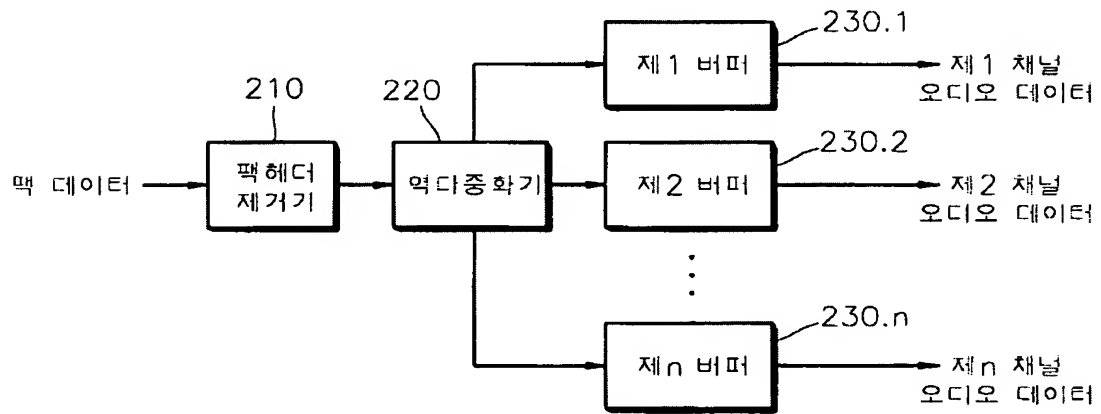 230.1
제1 버퍼
제1 채널
오디오 데이터
210
220
230.2
팩 데이터
팩헤더
제거기
역다중화기
제2 버퍼
제2 채널
오디오 데이터
230.n
제n 버퍼
제n 채널
오디오 데이터